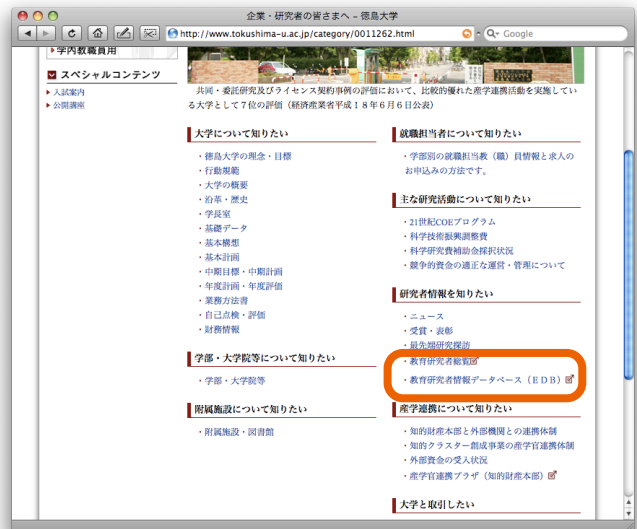 企業・研究者の皆さまへ – 徳島大学
http://www.tokushima-u.ac.jp/category/0011262.html
Google
学内教職員用
スペシャルコンテンツ
入試案内
公開講座
共同・委託研究及びライセンス契約事例の評価において、比較的優れた産学連携活動を実施してい
る大学として７位の評価（経済産業省平成１８年６月６日公表）
大学について知りたい
・徳島大学の理念・目標
・行動規範
・大学の概要
・沿革・歴史
・学長室
・基礎データ
・基本構想
・基本計画
・中期目標・中期計画
・年度計画・年度評価
・業務方法書
・自己点検・評価
・財務情報
学部・大学院等について知りたい
・学部・大学院等
附属施設について知りたい
・附属施設・図書館
就職担当者について知りたい
・学部別の就職担当教（職）員情報と求人の
お申込みの方法です。
主な研究活動について知りたい
・21世紀COEプログラム
・科学技術振興調整費
・科学研究費補助金採択状況
・競争的資金の適正な運営・管理について
研究者情報を知りたい
・ニュース
・受賞・表彰
・最先端研究探訪
・教育研究者総覧
・教育研究者情報データベース（ＥＤＢ）
産学連携について知りたい
・知的財産本部と外部機関との連携体制
・知的クラスター創成事業の産学官連携体制
・外部資金の受入状況
・産学官連携プラザ（知的財産本部）
大学と取引したい